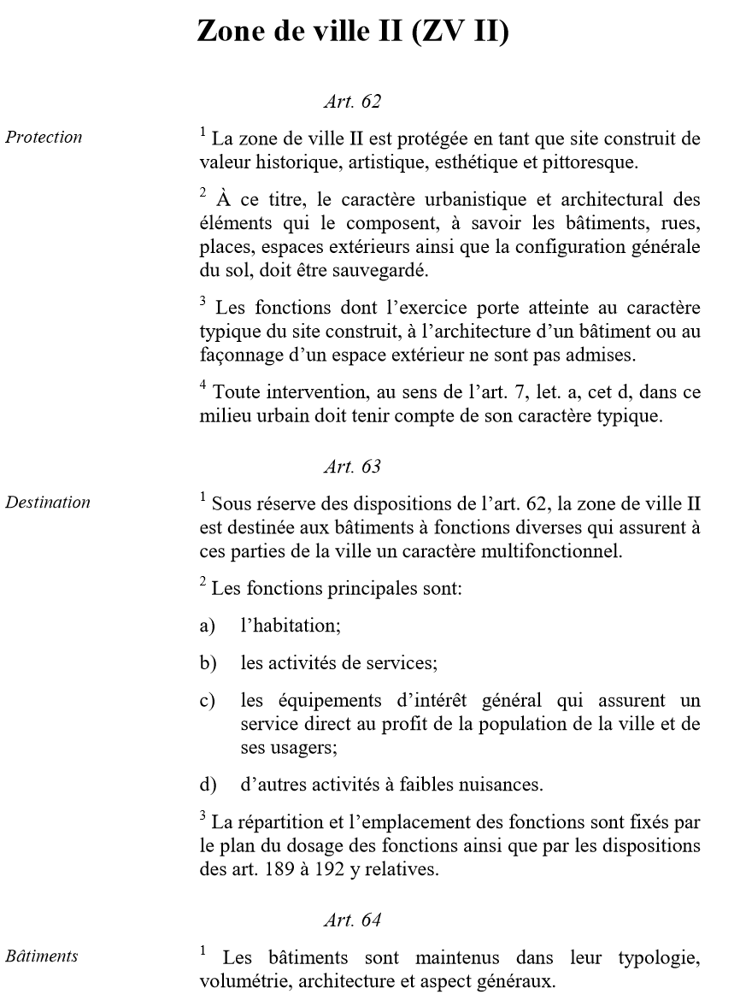 Zone de ville II (ZV II)
Art. 62
Protection
1 La zone de ville II est protégée en tant que site construit de
valeur historique, artistique, esthétique et pittoresque.
2 À ce titre, le caractère urbanistique et architectural des
éléments qui le composent, à savoir les bâtiments, rues,
places, espaces extérieurs ainsi que la configuration générale
du sol, doit être sauvegardé.
3 Les fonctions dont l’exercice porte atteinte au caractère
typique du site construit, à l’architecture d’un bâtiment ou au
façonnage d’un espace extérieur ne sont pas admises.
4 Toute intervention, au sens de l’art. 7, let. a, cet d, dans ce
milieu urbain doit tenir compte de son caractère typique.
Art. 63
Destination
1 Sous réserve des dispositions de l’art. 62, la zone de ville II
est destinée aux bâtiments à fonctions diverses qui assurent à
ces parties de la ville un caractère multifonctionnel.
2 Les fonctions principales sont:
a) l’habitation;
b) les activités de services;
c) les équipements d’intérêt général qui assurent un
service direct au profit de la population de la ville et de
ses usagers;
d) d’autres activités à faibles nuisances.
3 La répartition et l’emplacement des fonctions sont fixés par
le plan du dosage des fonctions ainsi que par les dispositions
des art. 189 à 192 y relatives.
Art. 64
Bâtiments
1 Les bâtiments sont maintenus dans leur typologie,
volumétrie, architecture et aspect généraux.